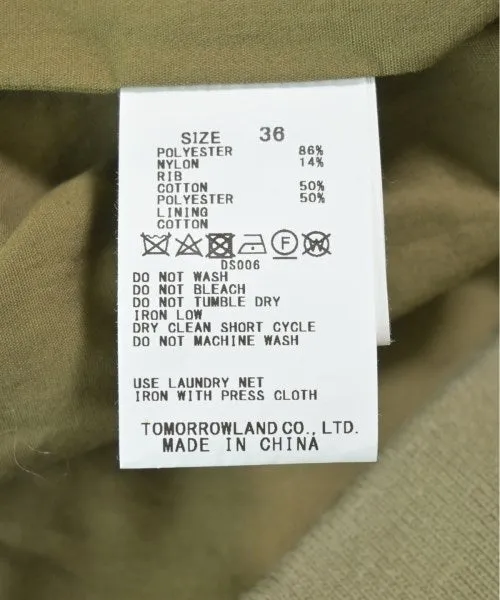 SIZE 36
POLYESTER 86%
NYLON 14%
RIB
COTTON 50%
POLYESTER 50%
LINING
COTTON
F W
DS006
DO NOT WASH
DO NOT BLEACH
DO NOT TUMBLE DRY
IRON LOW
DRY CLEAN SHORT CYCLE
DO NOT MACHINE WASH
USE LAUNDRY NET
IRON WITH PRESS CLOTH
TOMORROWLAND CO., LTD.
MADE IN CHINA